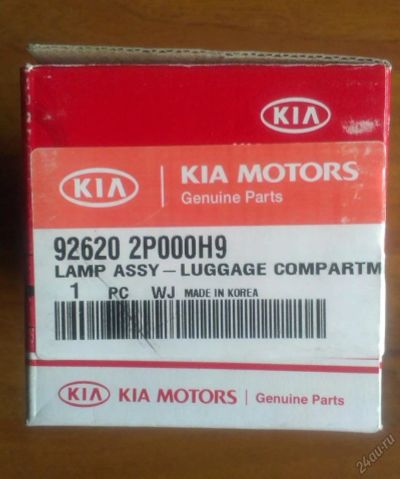 KIA
KIA KIA MOTORS
Genuine Parts
92620 2P000H9
LAMP ASSY-LUGGAGE COMPARTM
1 PC WJ MADE IN KOREA
KIA KIA MOTORS Genuine Parts
24au.ru